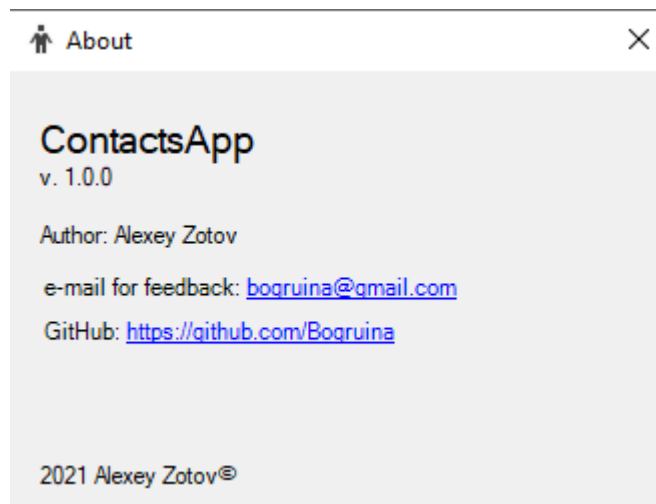 About
ContactsApp
v. 1.0.0
Author: Alexey Zotov
e-mail for feedback: bogruina@gmail.com
GitHub: https://github.com/Bogruina
2021 Alexey Zotov©